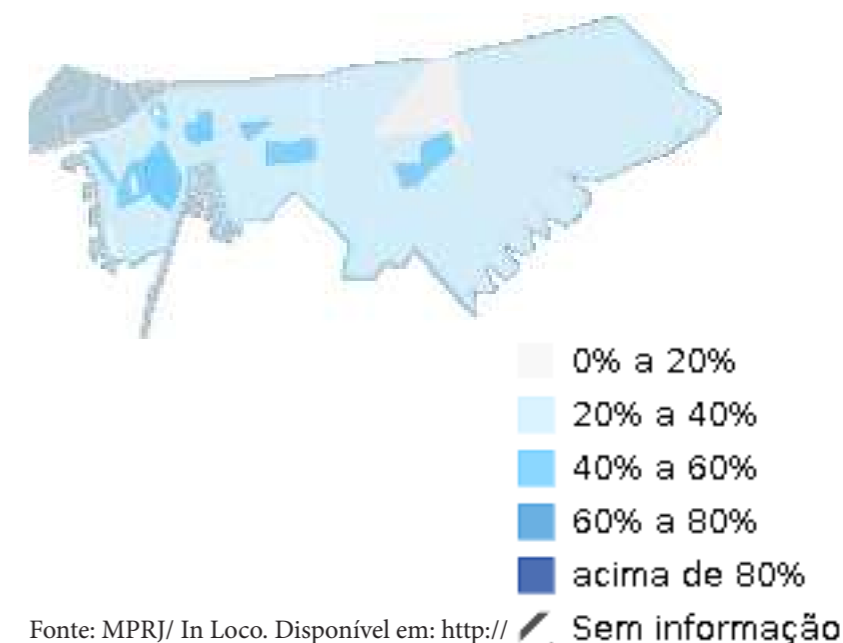 0% a 20%
20% a 40%
40% a 60%
60% a 80%
acima de 80%
Sem informação
Fonte: MPRJ/ In Loco. Disponível em: http://